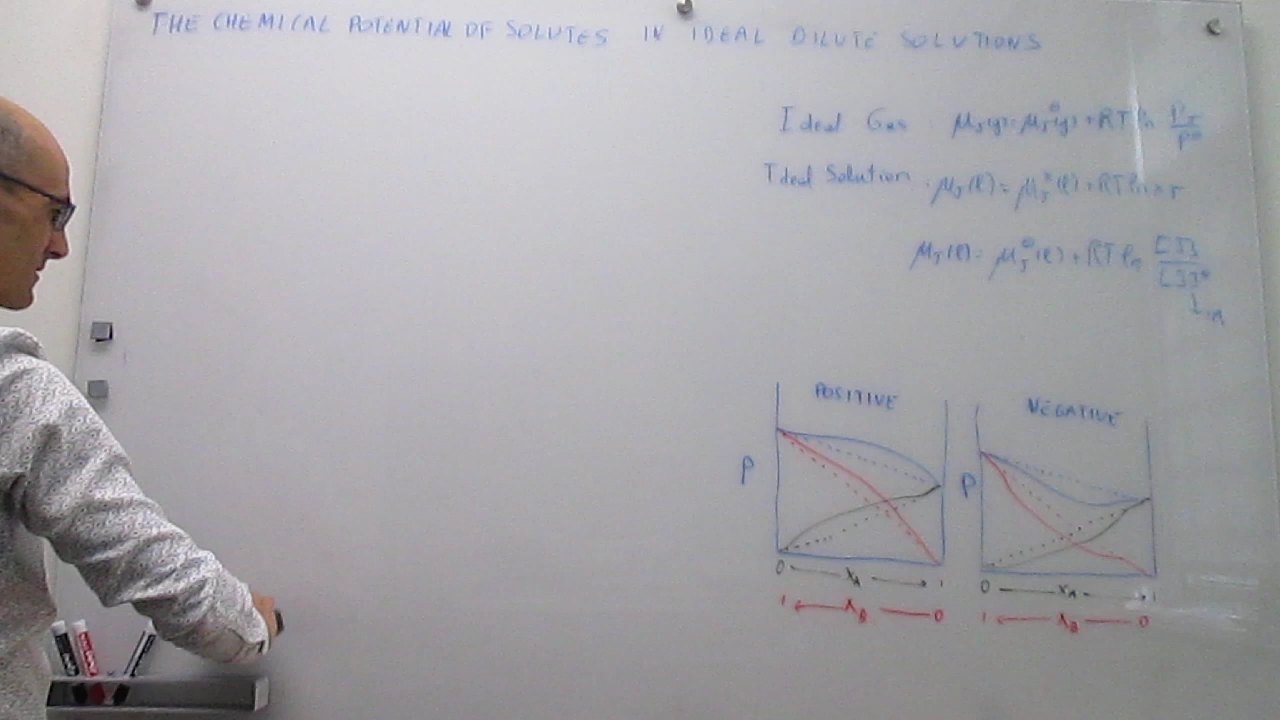 THE CHEMICAL POTENTIAL OF SOLUTES IN IDEAL DILUTE SOLUTIONS
Ideal Gas μJ(g)=μJ°(g)+RT ln PJ/P°
Ideal Solution μJ(l)=μJ*(l)+RT ln xJ
μJ(l)=μJ°(l)+RT ln [J]/[J]°
↓
POSITIVE
NEGATIVE
P
P
0 xA 1
0 xA 1
1 xB 0
1 xB 0